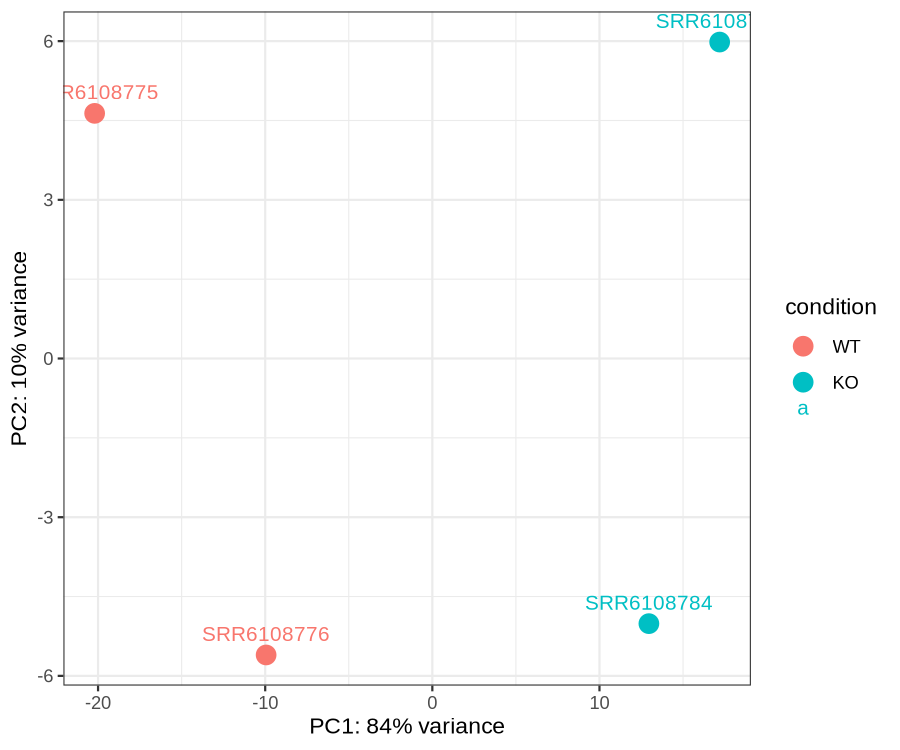 SRR6108
R6108775
SRR6108784
SRR6108776
6
3
0
-3
-6
-20
-10
0
10
PC1: 84% variance
PC2: 10% variance
condition
WT
KO
a